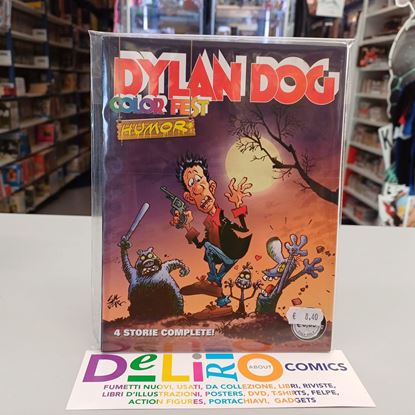 DYLAN DOG
COLOR FEST
HUMOR
4 STORIE COMPLETE!
€ 8,40
DELIRIO ABOUT COMICS
FUMETTI NUOVI, USATI, DA COLLEZIONE, LIBRI, RIVISTE,
LIBRI D'ILLUSTRAZIONI, POSTERS, DVD, T-SHIRTS, FELPE,
ACTION FIGURES, PORTACHIAVI, GADGETS